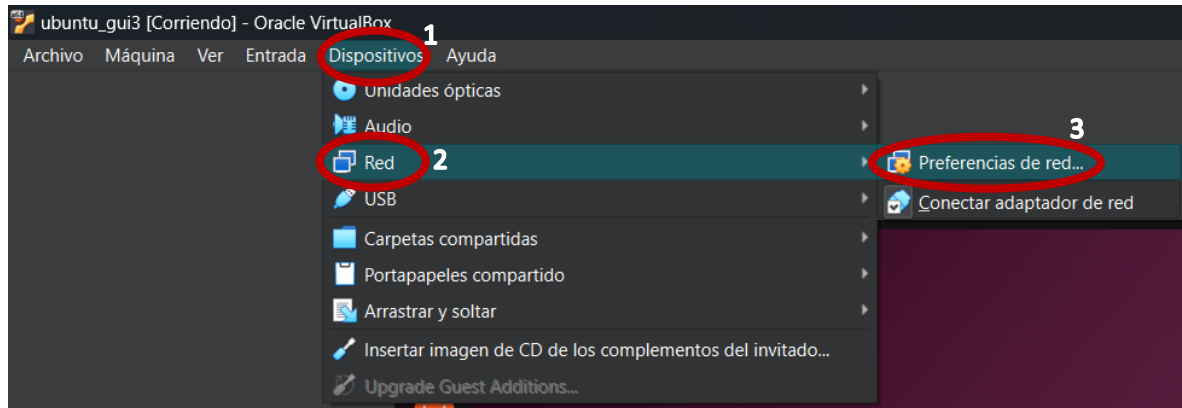 ubuntu_gui3 [Corriendo] - Oracle VirtualBox
1
Archivo Máquina Ver Entrada Dispositivos Ayuda
Unidades ópticas
Audio
3
Red 2 Preferencias de red...
USB Conectar adaptador de red
Carpetas compartidas
Portapapeles compartido
Arrastrar y soltar
Insertar imagen de CD de los complementos del invitado...
Upgrade Guest Additions...